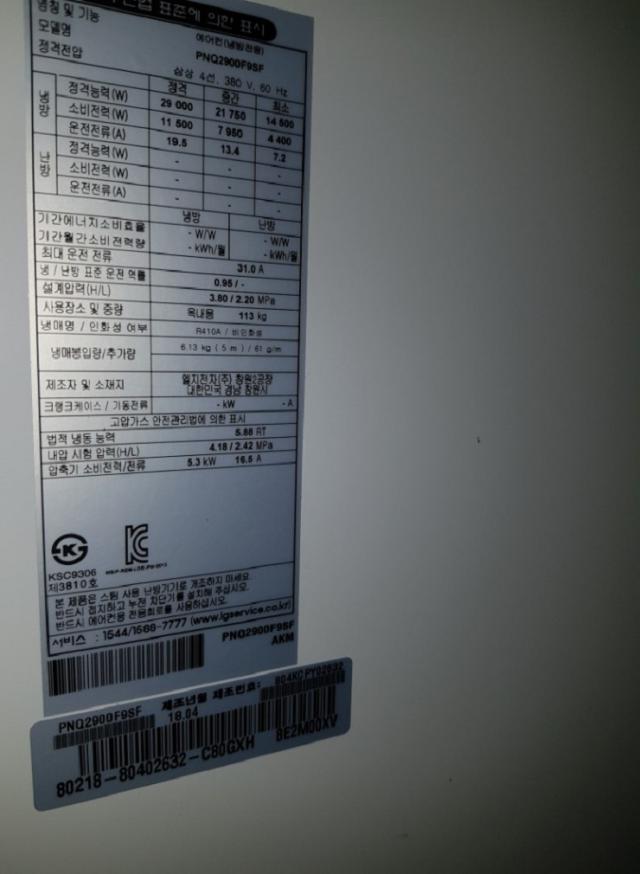 표준에 의한 표시
명칭 및 기능 에어컨(냉방전용)
모델명 PNQ2900F9SF
정격전압 삼상 4선, 380 V, 60 Hz
정격 중간 최소
냉방 정격능력(W) 29 000 21 750 14 500
소비전력(W) 11 500 7 950 4 400
운전전류(A) 19.5 13.4 7.2
난방 정격능력(W) - - -
소비전력(W) - - -
운전전류(A) - - -
냉방 난방
기간에너지소비효율 - W/W - W/W
기간월간소비전력량 - kWh/월 - kWh/월
최대 운전 전류 31.0 A
냉 / 난방 표준 운전 역률 0.95 / -
설계압력(H/L) 3.80 / 2.20 MPa
사용장소 및 중량 옥내용 113 kg
냉매명 / 인화성 여부 R410A / 비인화성
냉매봉입량/추가량 6.13 kg ( 5 m ) / 61 g/m
제조자 및 소재지 엘지전자(주) 창원2공장
대한민국 경남 창원시
크랭크케이스 / 기동전류 - kW - A
고압가스 안전관리법에 의한 표시
법적 냉동 능력 5.88 RT
내압 시험 압력(H/L) 4.18 / 2.42 MPa
압축기 소비전력/전류 5.3 kW 16.5 A
KSC9306
제3810호
본 제품은 스팀 사용 난방기기로 개조하지 마세요.
반드시 접지하고 누전 차단기를 설치해 주십시요.
반드시 에어컨용 전용회로를 사용하십시요.
서비스 : 1544/1588-7777 (www.lgservice.co.kr)
PNQ2900F9SF
AKM
PNQ2900F9SF 제조년월 제조번호: 804KCPY02632
18.04
80218-80402632-C80GXH 8E2M00XV